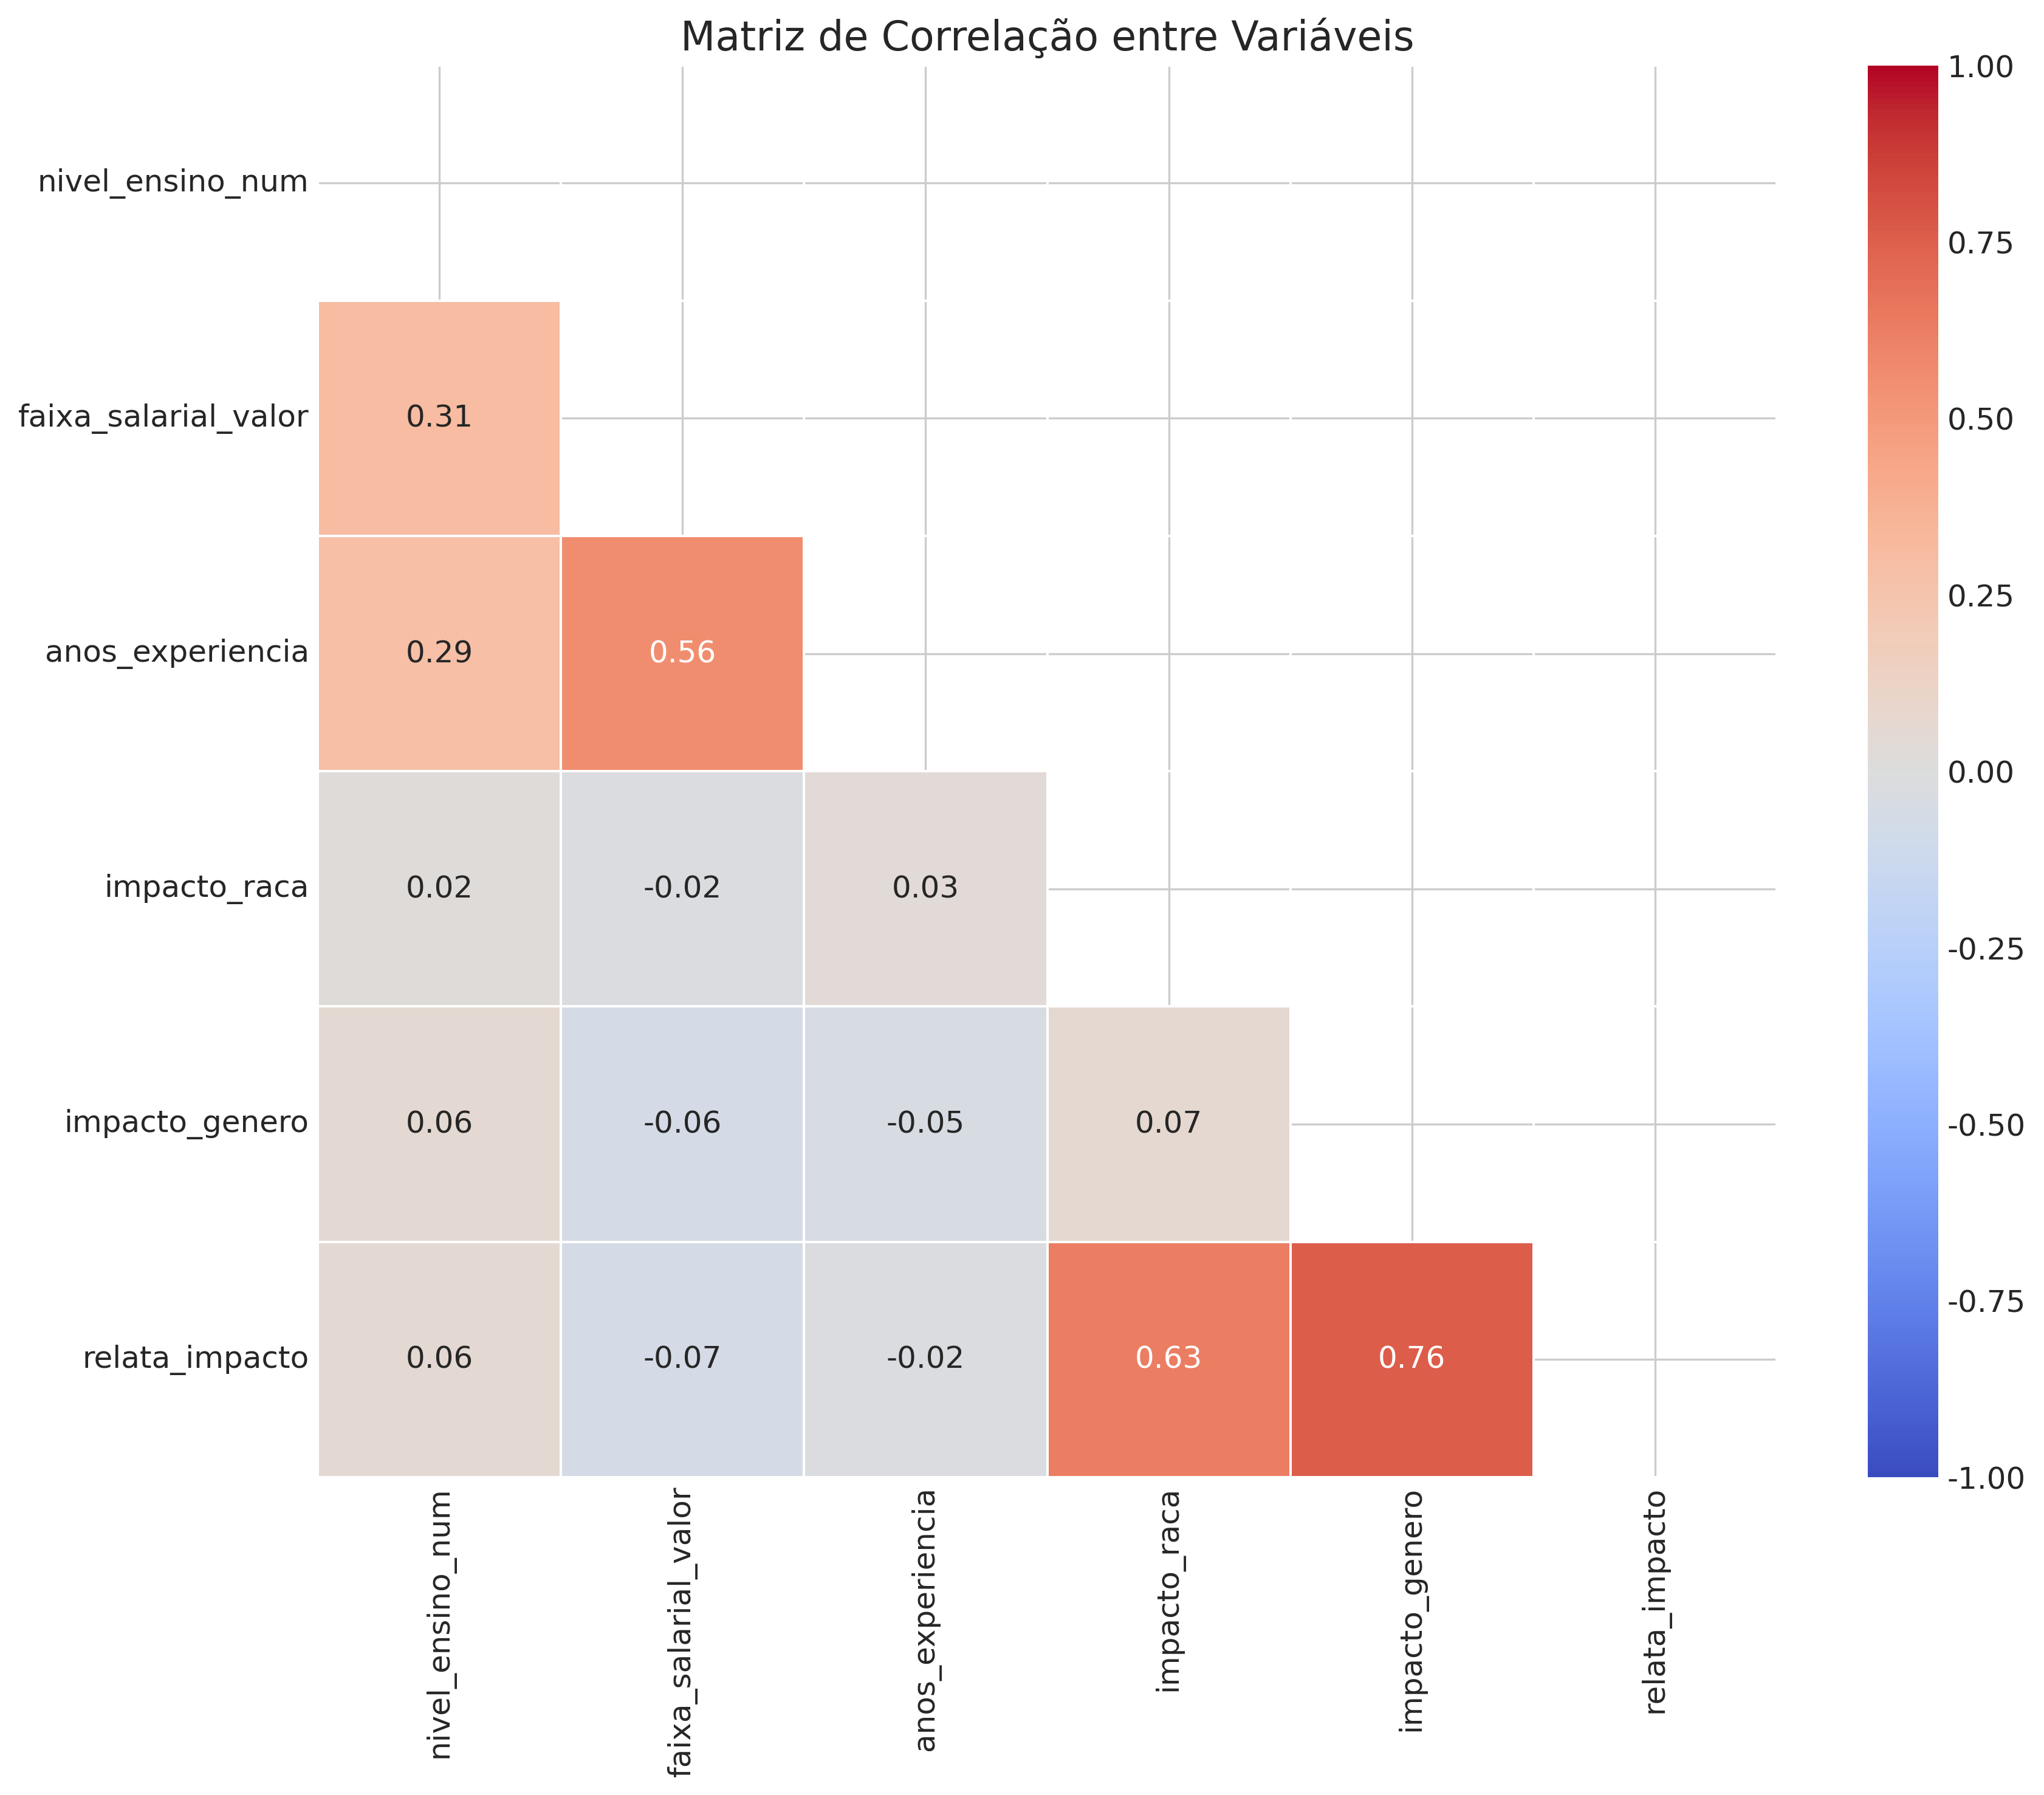 Matriz de Correlação entre Variáveis
nivel_ensino_num
faixa_salarial_valor 0.31
anos_experiencia 0.29 0.56
impacto_raca 0.02 -0.02 0.03
impacto_genero 0.06 -0.06 -0.05 0.07
relata_impacto 0.06 -0.07 -0.02 0.63 0.76
nivel_ensino_num
faixa_salarial_valor
anos_experiencia
impacto_raca
impacto_genero
relata_impacto
1.00
0.75
0.50
0.25
0.00
-0.25
-0.50
-0.75
-1.00